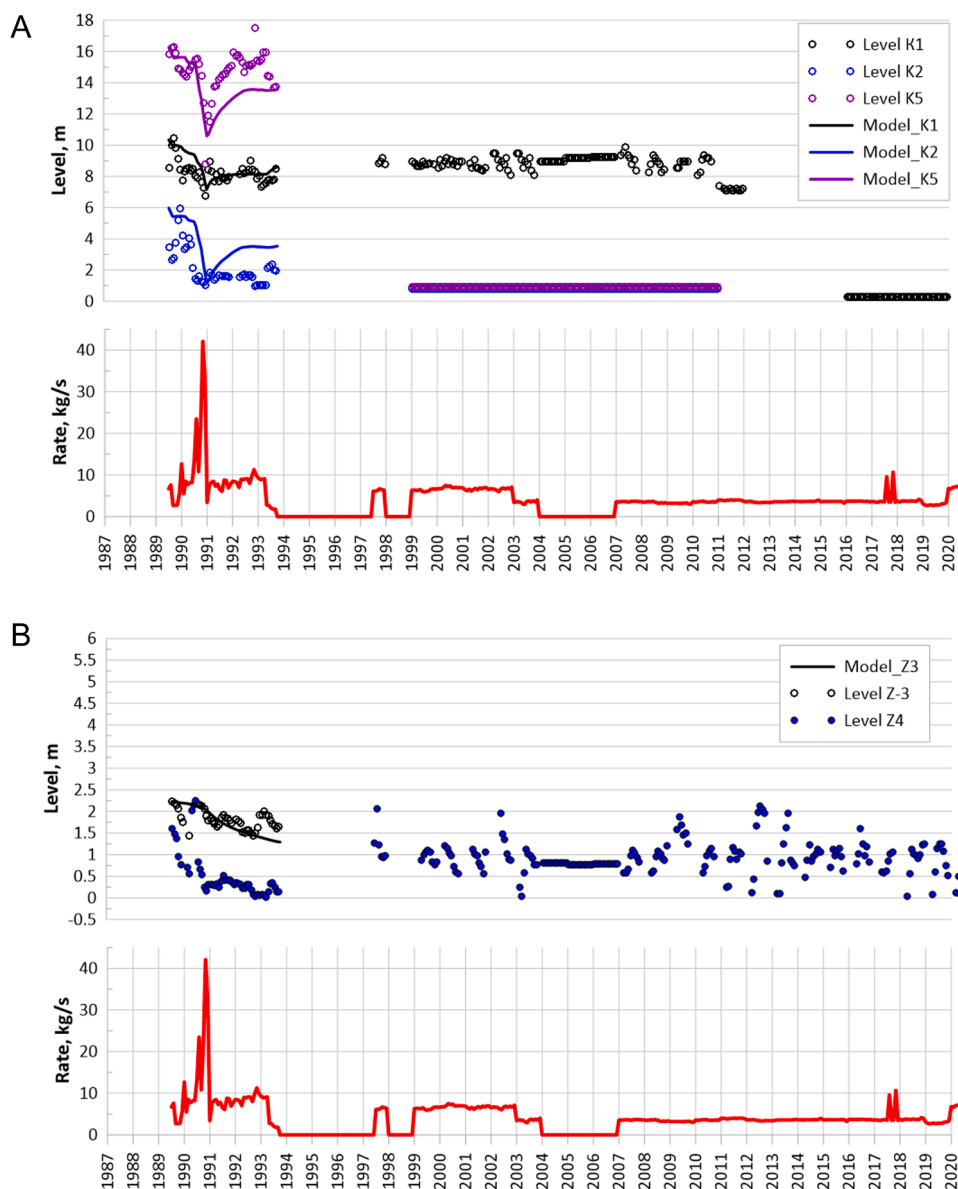 A
Level, m
18
16
14
12
10
8
6
4
2
0
Level K1
Level K2
Level K5
Model_K1
Model_K2
Model_K5
Rate, kg/s
40
30
20
10
0
1987 1988 1989 1990 1991 1992 1993 1994 1995 1996 1997 1998 1999 2000 2001 2002 2003 2004 2005 2006 2007 2008 2009 2010 2011 2012 2013 2014 2015 2016 2017 2018 2019 2020
B
Level, m
6
5.5
5
4.5
4
3.5
3
2.5
2
1.5
1
0.5
0
-0.5
Model_Z3
Level Z-3
Level Z4
Rate, kg/s
40
30
20
10
0
1987 1988 1989 1990 1991 1992 1993 1994 1995 1996 1997 1998 1999 2000 2001 2002 2003 2004 2005 2006 2007 2008 2009 2010 2011 2012 2013 2014 2015 2016 2017 2018 2019 2020